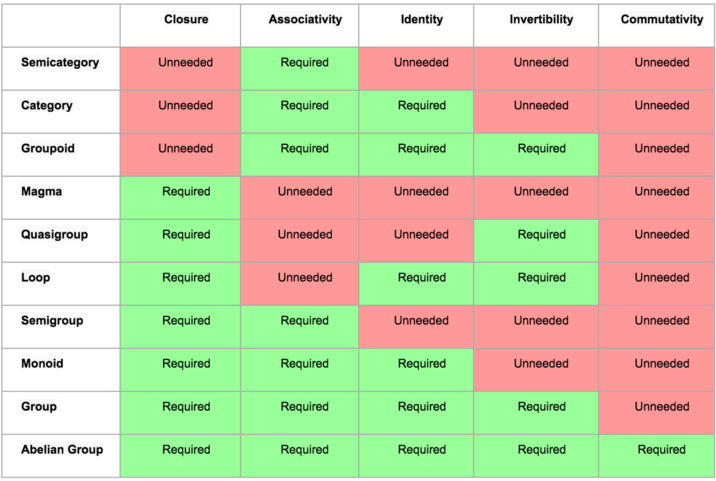 Closure Associativity Identity Invertibility Commutativity
Semicategory Unneeded Required Unneeded Unneeded Unneeded
Category Unneeded Required Required Unneeded Unneeded
Groupoid Unneeded Required Required Required Unneeded
Magma Required Unneeded Unneeded Unneeded Unneeded
Quasigroup Required Unneeded Unneeded Required Unneeded
Loop Required Unneeded Required Required Unneeded
Semigroup Required Required Unneeded Unneeded Unneeded
Monoid Required Required Required Unneeded Unneeded
Group Required Required Required Required Unneeded
Abelian Group Required Required Required Required Required